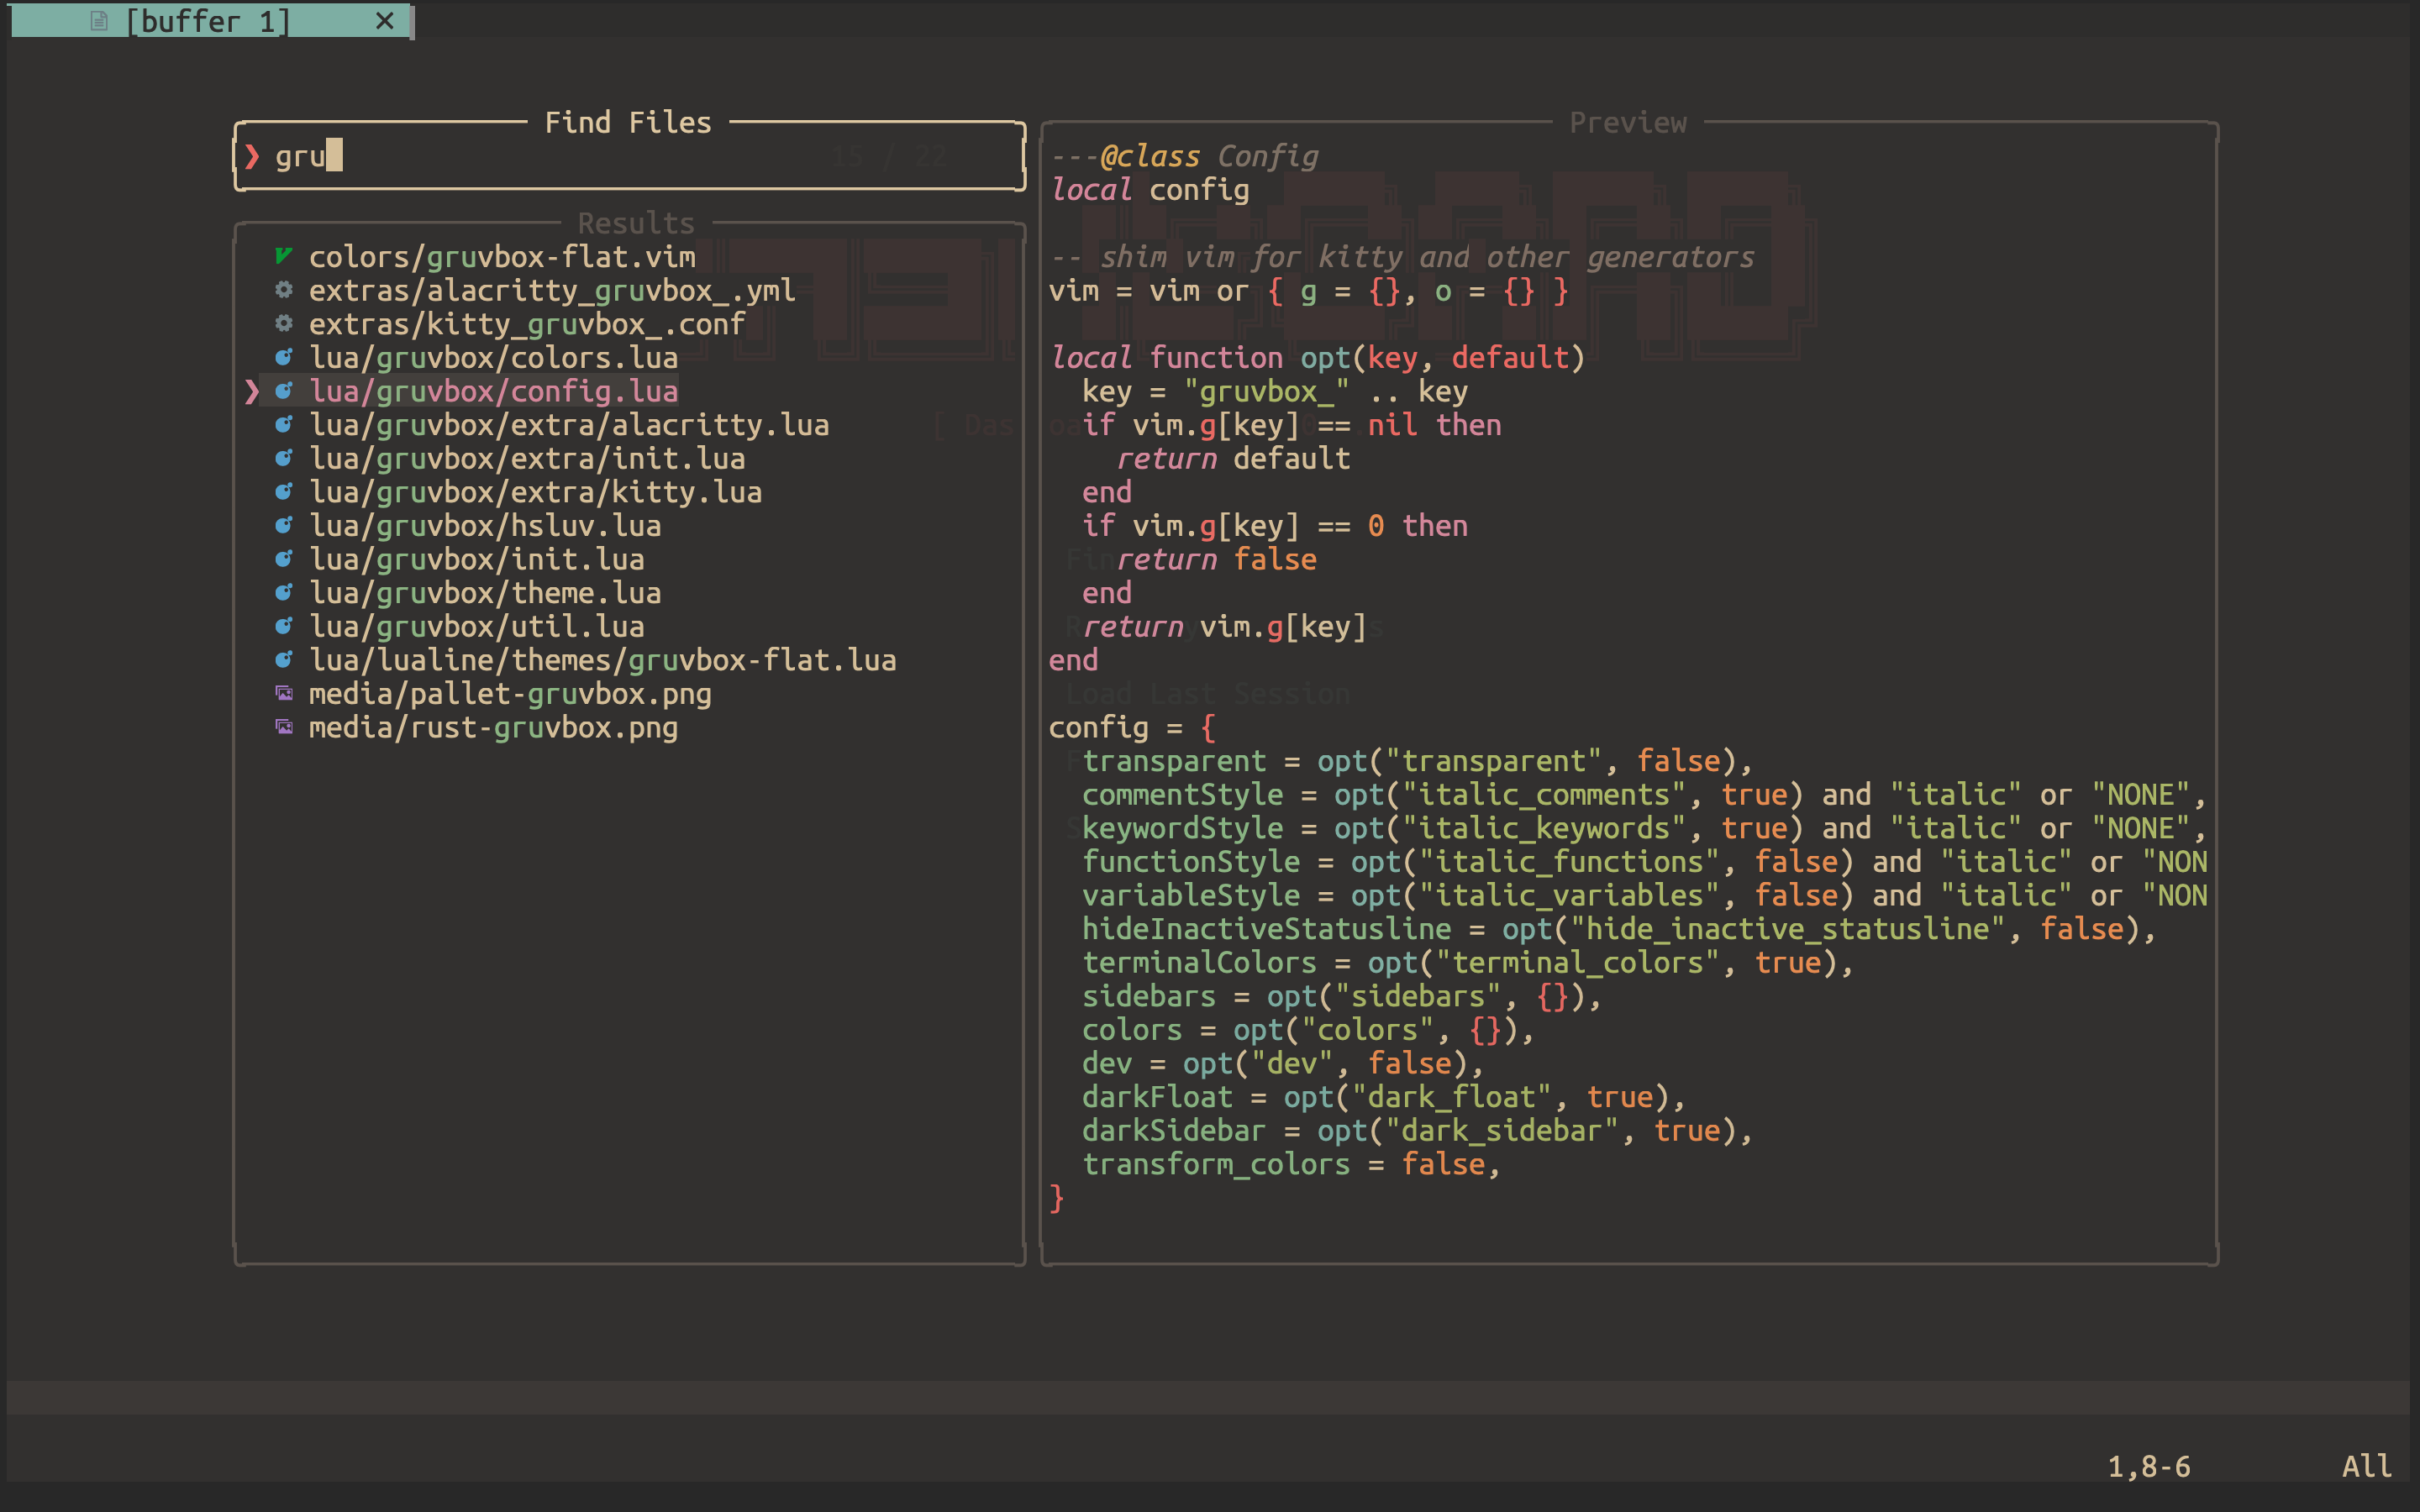 [buffer 1] ×
Find Files
❯ gru 15 / 22
Results
colors/gruvbox-flat.vim
extras/alacritty_gruvbox_.yml
extras/kitty_gruvbox_.conf
lua/gruvbox/colors.lua
❯ lua/gruvbox/config.lua
lua/gruvbox/extra/alacritty.lua
lua/gruvbox/extra/init.lua
lua/gruvbox/extra/kitty.lua
lua/gruvbox/hsluv.lua
lua/gruvbox/init.lua
lua/gruvbox/theme.lua
lua/gruvbox/util.lua
lua/lualine/themes/gruvbox-flat.lua
media/pallet-gruvbox.png
media/rust-gruvbox.png
Preview
---@class Config
local config
-- shim vim for kitty and other generators
vim = vim or { g = {}, o = {} }
local function opt(key, default)
  key = "gruvbox_" .. key
  if vim.g[key] == nil then
    return default
  end
  if vim.g[key] == 0 then
    return false
  end
  return vim.g[key]
end
Load Last Session
config = {
  transparent = opt("transparent", false),
  commentStyle = opt("italic_comments", true) and "italic" or "NONE",
  keywordStyle = opt("italic_keywords", true) and "italic" or "NONE",
  functionStyle = opt("italic_functions", false) and "italic" or "NON
  variableStyle = opt("italic_variables", false) and "italic" or "NON
  hideInactiveStatusline = opt("hide_inactive_statusline", false),
  terminalColors = opt("terminal_colors", true),
  sidebars = opt("sidebars", {}),
  colors = opt("colors", {}),
  dev = opt("dev", false),
  darkFloat = opt("dark_float", true),
  darkSidebar = opt("dark_sidebar", true),
  transform_colors = false,
}
1,8-6 All